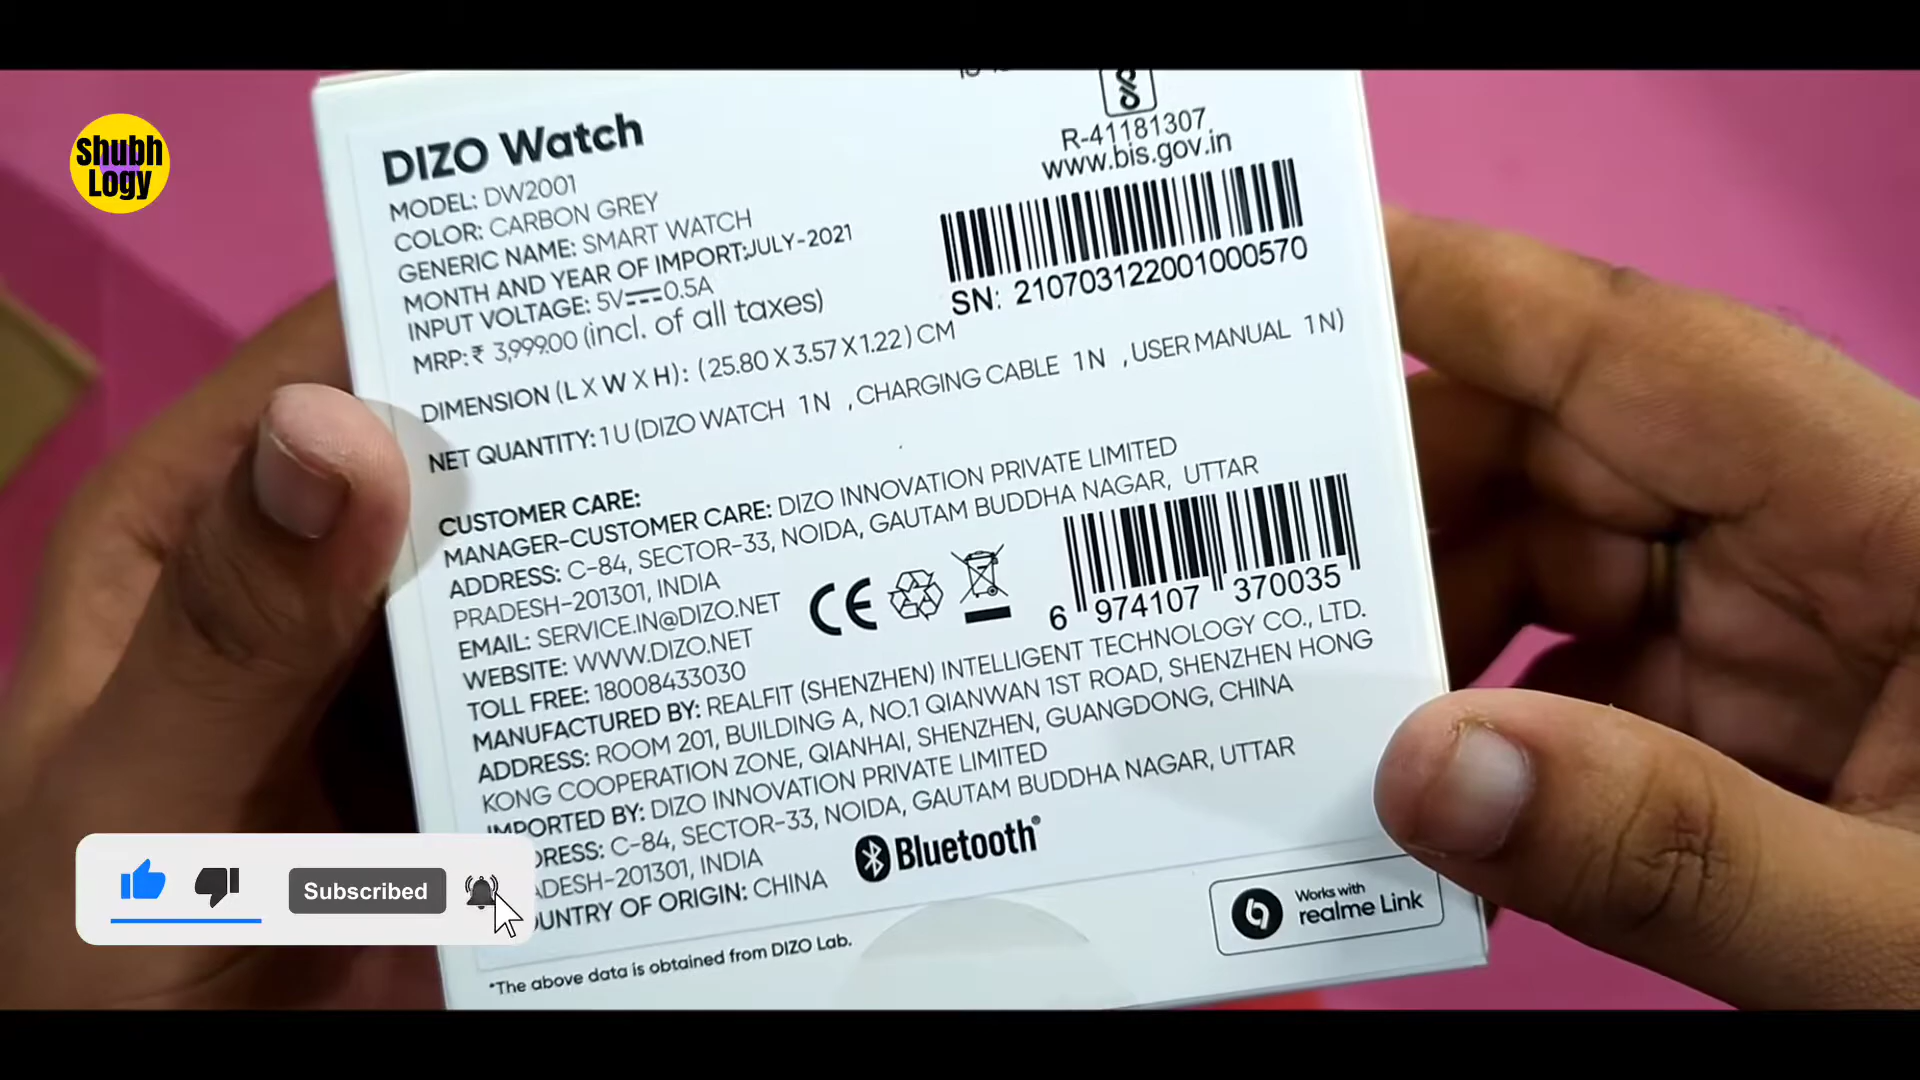 Shubh
Logy
DIZO Watch
MODEL: DW2001
COLOR: CARBON GREY
GENERIC NAME: SMART WATCH
MONTH AND YEAR OF IMPORT:JULY-2021
INPUT VOLTAGE: 5V⎓0.5A
MRP:₹ 3,999.00 (incl. of all taxes)
DIMENSION (L X W X H): (25.80 X 3.57 X 1.22) CM
NET QUANTITY: 1 U (DIZO WATCH 1N , CHARGING CABLE 1N , USER MANUAL 1N)
R-41181307
www.bis.gov.in
SN: 210703122001000570
CUSTOMER CARE:
MANAGER-CUSTOMER CARE: DIZO INNOVATION PRIVATE LIMITED
ADDRESS: C-84, SECTOR-33, NOIDA, GAUTAM BUDDHA NAGAR, UTTAR
PRADESH-201301, INDIA
EMAIL: SERVICE.IN@DIZO.NET
WEBSITE: WWW.DIZO.NET
TOLL FREE: 18008433030
CE
6 974107 370035
MANUFACTURED BY: REALFIT (SHENZHEN) INTELLIGENT TECHNOLOGY CO., LTD.
ADDRESS: ROOM 201, BUILDING A, NO.1 QIANWAN 1ST ROAD, SHENZHEN HONG
KONG COOPERATION ZONE, QIANHAI, SHENZHEN, GUANGDONG, CHINA
IMPORTED BY: DIZO INNOVATION PRIVATE LIMITED
DRESS: C-84, SECTOR-33, NOIDA, GAUTAM BUDDHA NAGAR, UTTAR
ADESH-201301, INDIA
OUNTRY OF ORIGIN: CHINA
Bluetooth®
Works with
realme Link
*The above data is obtained from DIZO Lab.
Subscribed